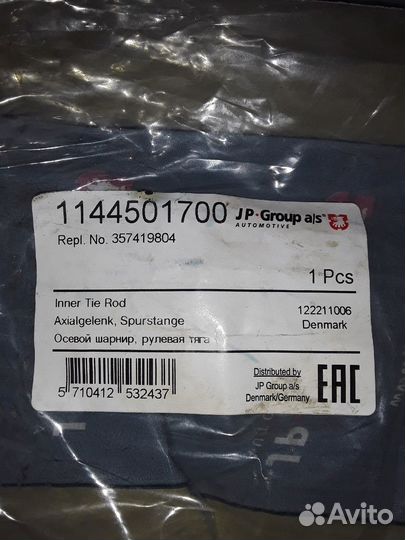 1144501700 JP·Group a/s
AUTOMOTIVE
Repl. No. 357419804
1 Pcs
Inner Tie Rod 122211006
Axialgelenk, Spurstange Denmark
Осевой шарнир, рулевая тяга
5 710412 532437
Distributed by
JP Group a/s
Denmark/Germany
EAC
Avito